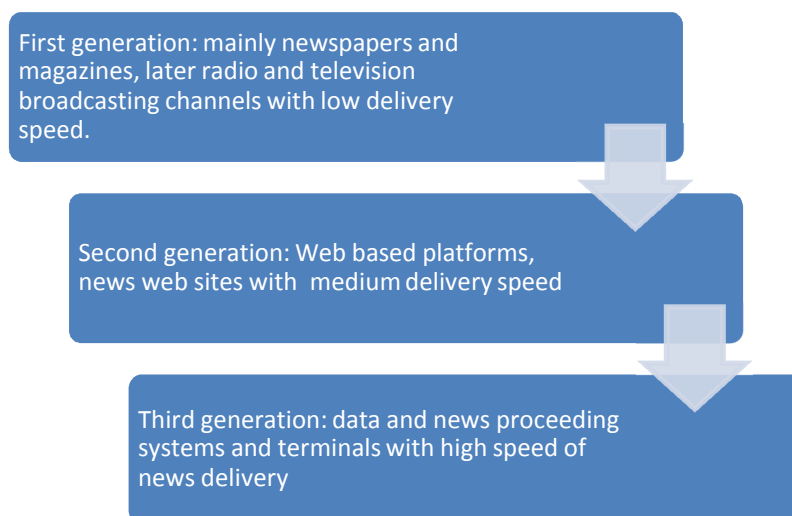 First generation: mainly newspapers and
magazines, later radio and television
broadcasting channels with low delivery
speed.
Second generation: Web based platforms,
news web sites with medium delivery speed
Third generation: data and news proceeding
systems and terminals with high speed of
news delivery